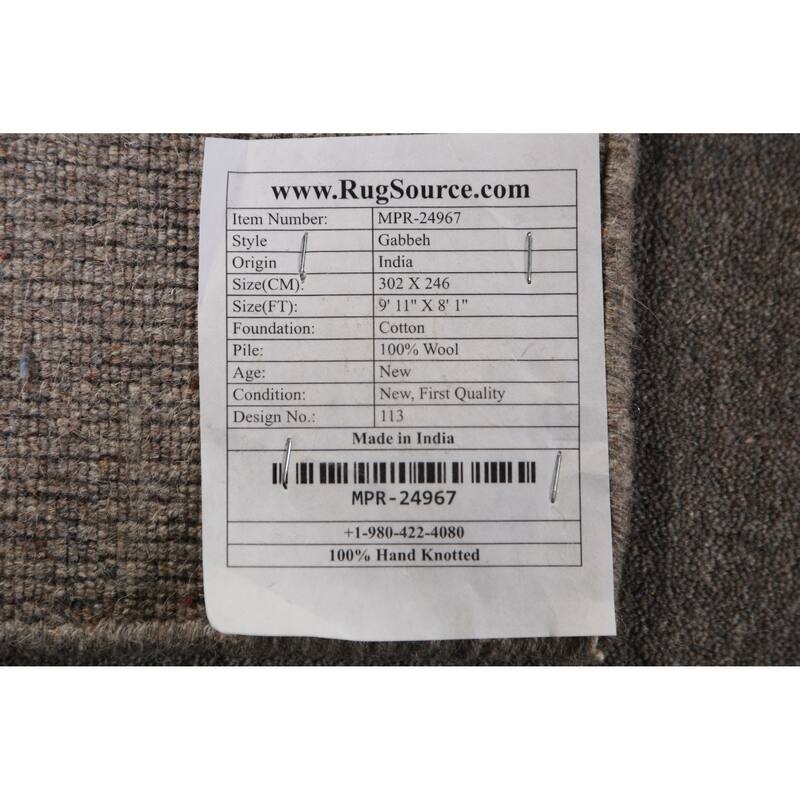 www.RugSource.com
Item Number: MPR-24967
Style Gabbeh
Origin India
Size(CM): 302 X 246
Size(FT): 9' 11" X 8' 1"
Foundation: Cotton
Pile: 100% Wool
Age: New
Condition: New, First Quality
Design No.: 113
Made in India
MPR-24967
+1-980-422-4080
100% Hand Knotted